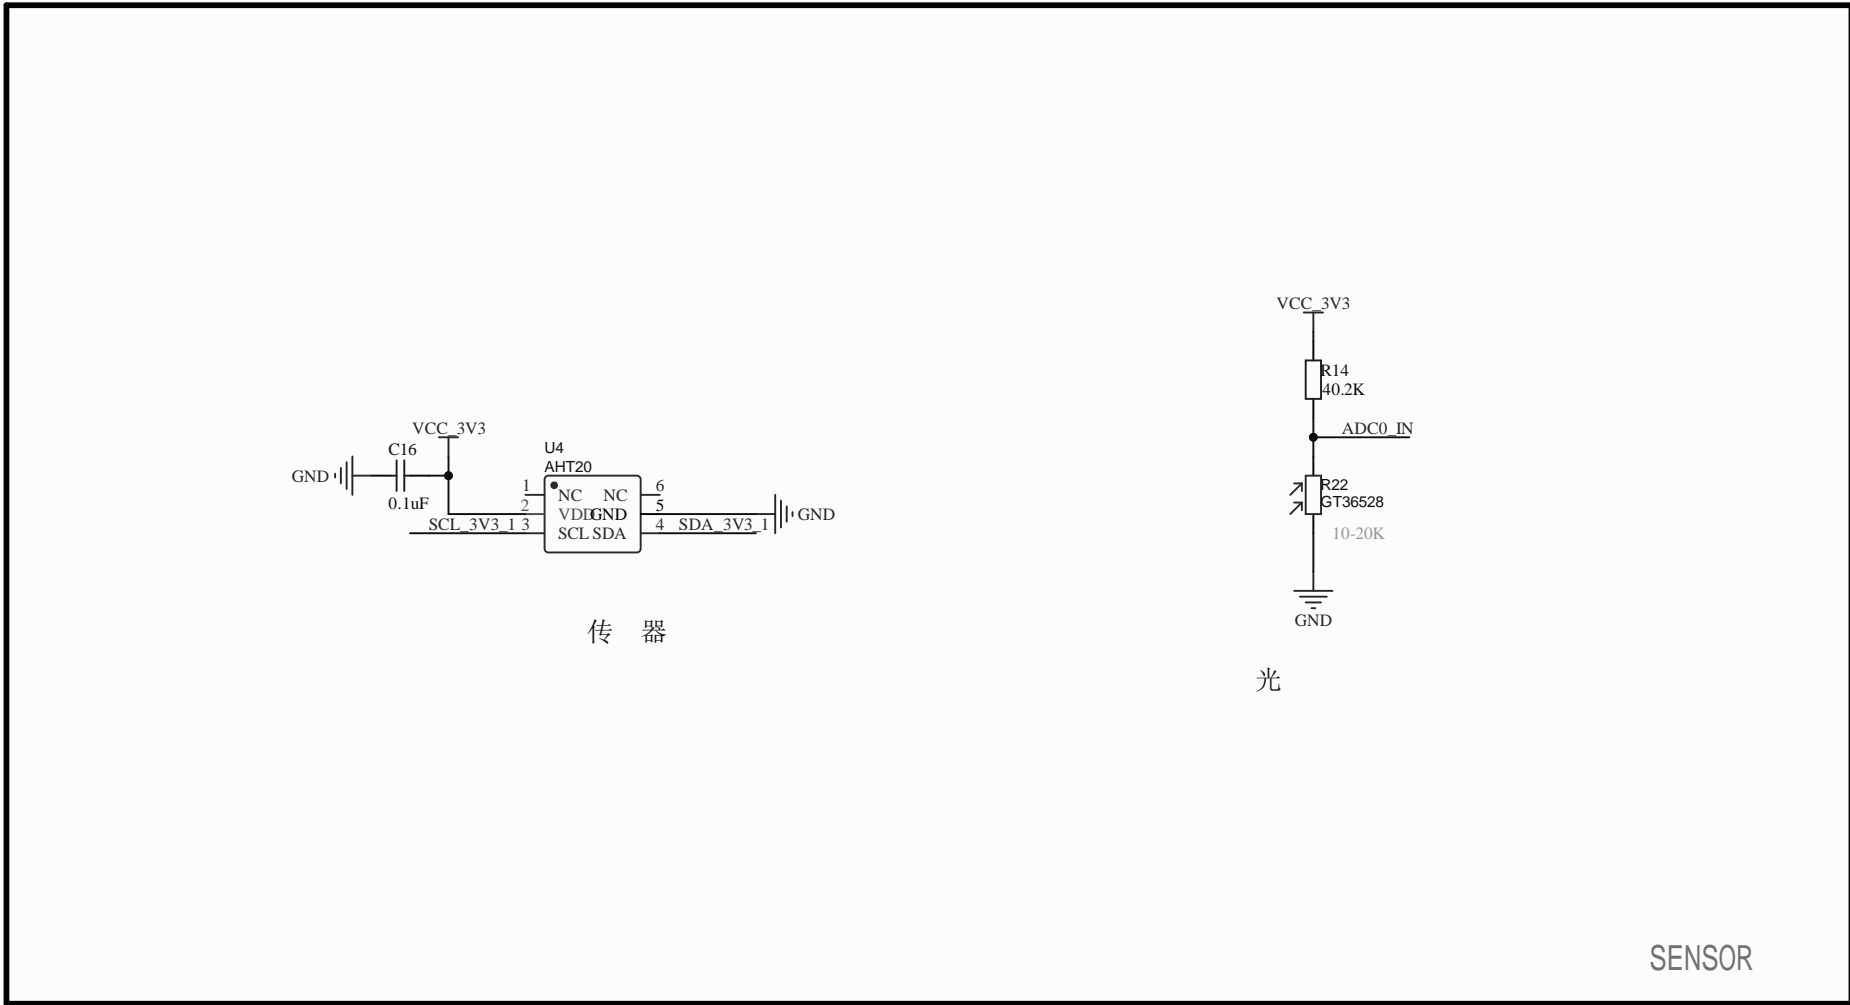 VCC_3V3
C16
GND
0.1uF
SCL_3V3_1
U4
AHT20
1 NC NC 6
2 VDD GND 5
3 SCL SDA 4
SDA_3V3_1
GND
传 器
VCC_3V3
R14
40.2K
ADC0_IN
R22
GT36528
10-20K
GND
光
SENSOR